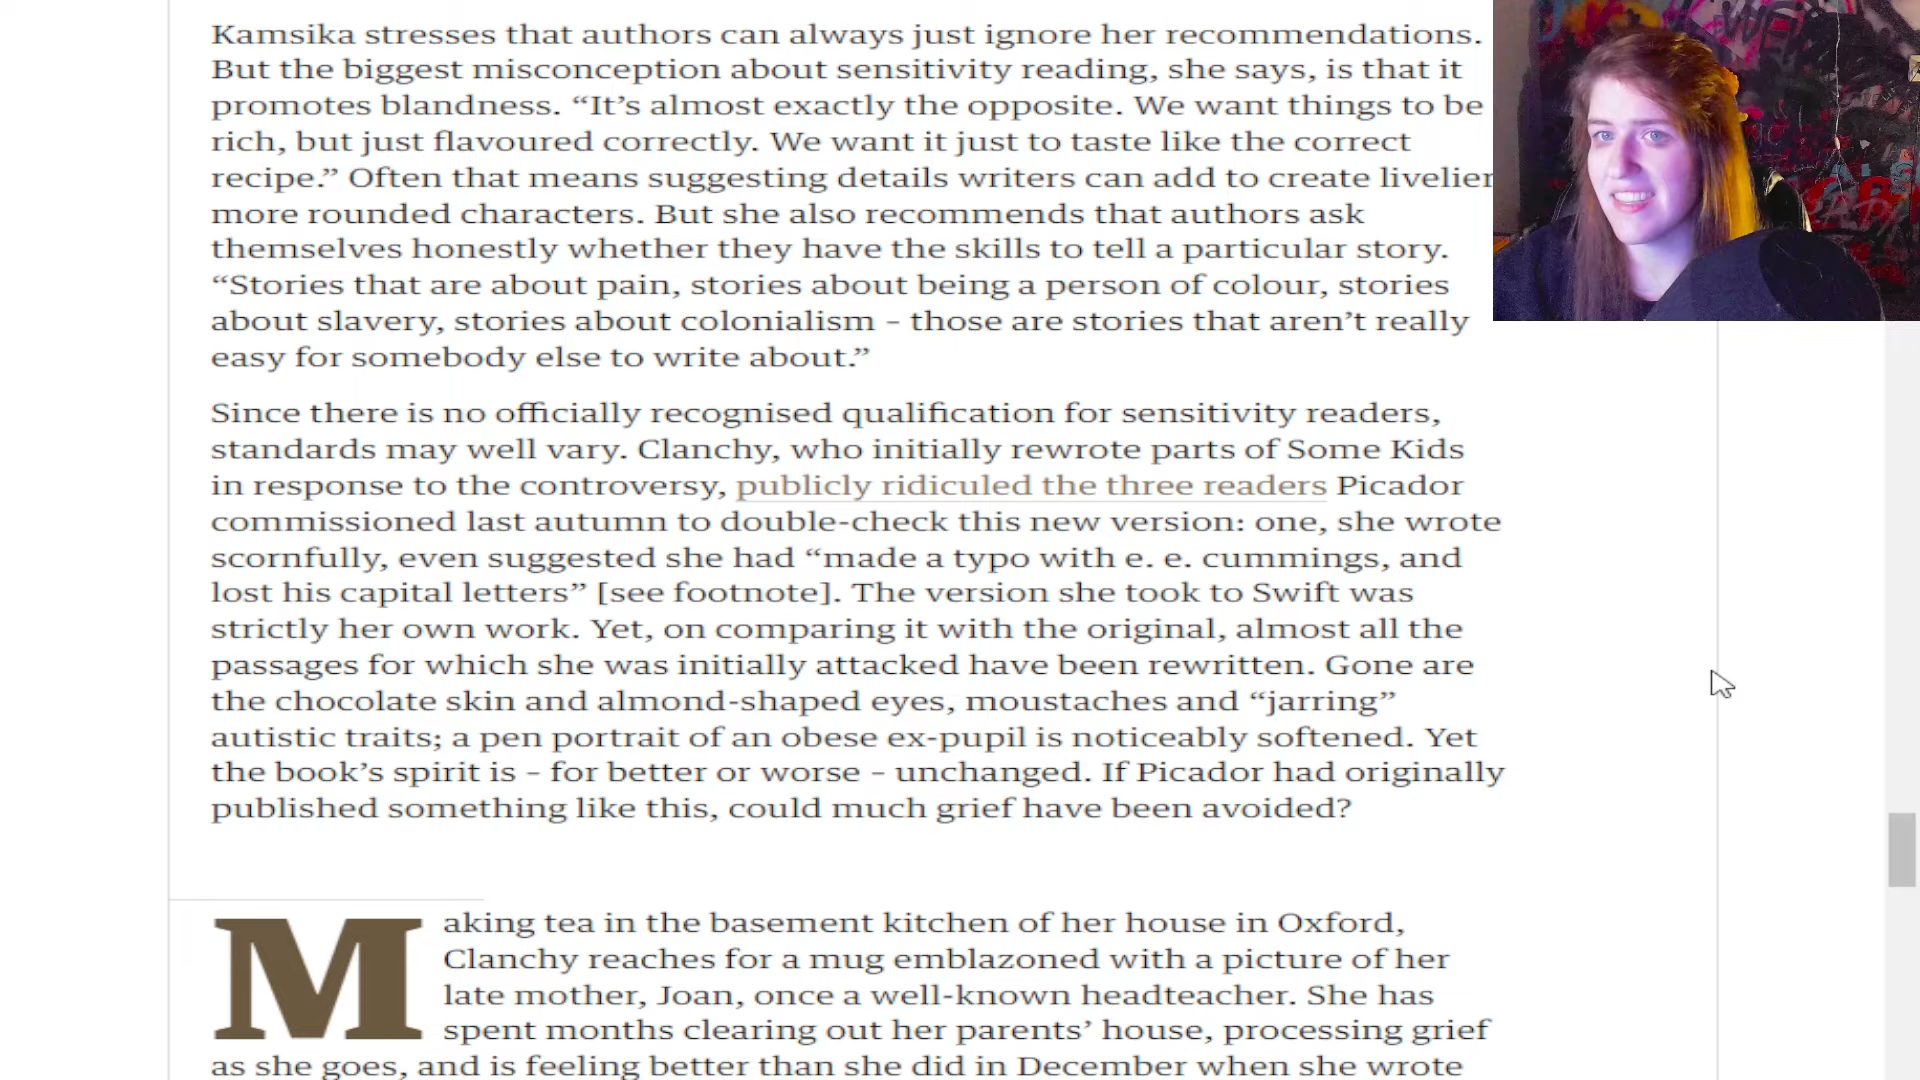 Kamsika stresses that authors can always just ignore her recommendations.
But the biggest misconception about sensitivity reading, she says, is that it
promotes blandness. “It’s almost exactly the opposite. We want things to be
rich, but just flavoured correctly. We want it just to taste like the correct
recipe.” Often that means suggesting details writers can add to create livelier
more rounded characters. But she also recommends that authors ask
themselves honestly whether they have the skills to tell a particular story.
“Stories that are about pain, stories about being a person of colour, stories
about slavery, stories about colonialism – those are stories that aren’t really
easy for somebody else to write about.”
Since there is no officially recognised qualification for sensitivity readers,
standards may well vary. Clanchy, who initially rewrote parts of Some Kids
in response to the controversy, publicly ridiculed the three readers Picador
commissioned last autumn to double-check this new version: one, she wrote
scornfully, even suggested she had “made a typo with e. e. cummings, and
lost his capital letters” [see footnote]. The version she took to Swift was
strictly her own work. Yet, on comparing it with the original, almost all the
passages for which she was initially attacked have been rewritten. Gone are
the chocolate skin and almond-shaped eyes, moustaches and “jarring”
autistic traits; a pen portrait of an obese ex-pupil is noticeably softened. Yet
the book’s spirit is – for better or worse – unchanged. If Picador had originally
published something like this, could much grief have been avoided?
Making tea in the basement kitchen of her house in Oxford,
Clanchy reaches for a mug emblazoned with a picture of her
late mother, Joan, once a well-known headteacher. She has
spent months clearing out her parents’ house, processing grief
as she goes, and is feeling better than she did in December when she wrote